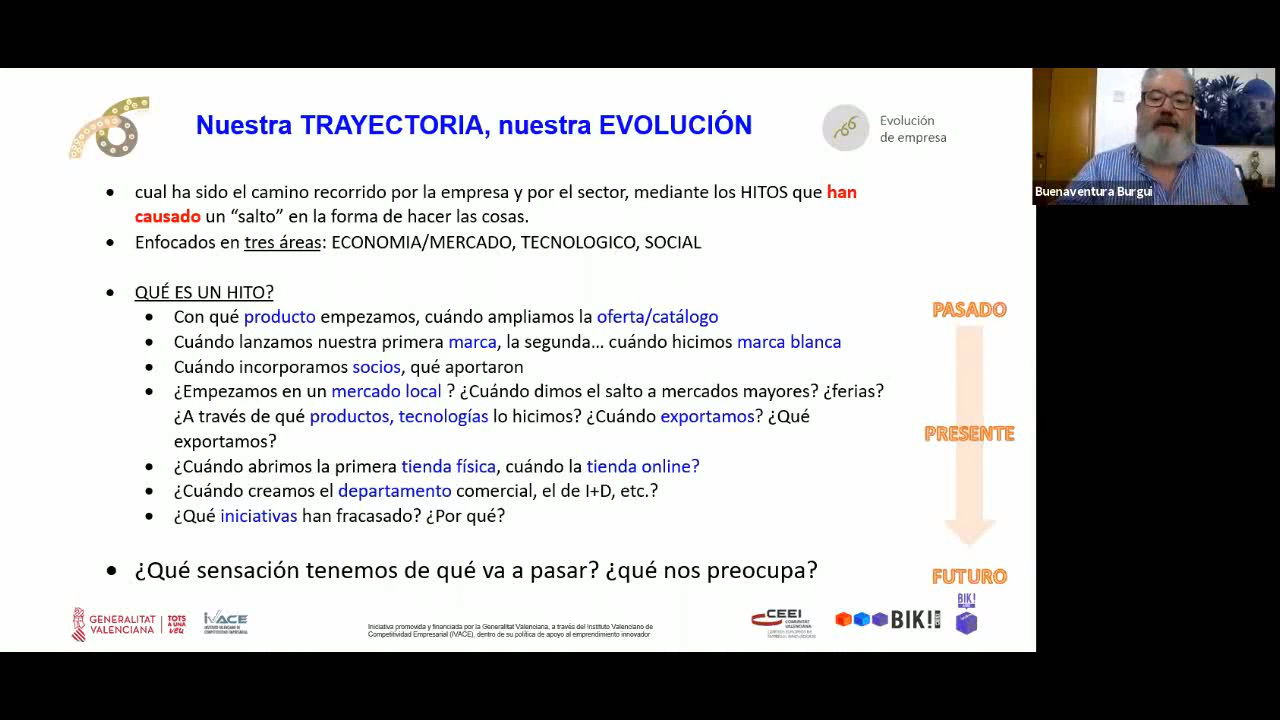 Nuestra TRAYECTORIA, nuestra EVOLUCIÓN
Evolución
de empresa
cual ha sido el camino recorrido por la empresa y por el sector, mediante los HITOS que han
causado un “salto” en la forma de hacer las cosas.
Enfocados en tres áreas: ECONOMIA/MERCADO, TECNOLOGICO, SOCIAL
QUÉ ES UN HITO?
Con qué producto empezamos, cuándo ampliamos la oferta/catálogo
Cuándo lanzamos nuestra primera marca, la segunda... cuándo hicimos marca blanca
Cuándo incorporamos socios, qué aportaron
¿Empezamos en un mercado local ? ¿Cuándo dimos el salto a mercados mayores? ¿ferias?
¿A través de qué productos, tecnologías lo hicimos? ¿Cuándo exportamos? ¿Qué
exportamos?
¿Cuándo abrimos la primera tienda física, cuándo la tienda online?
¿Cuándo creamos el departamento comercial, el de I+D, etc.?
¿Qué iniciativas han fracasado? ¿Por qué?
¿Qué sensación tenemos de qué va a pasar? ¿qué nos preocupa?
PASADO
PRESENTE
FUTURO
Buenaventura Burgui
GENERALITAT
VALENCIANA
TOTS
A UNA
VEU
IVACE
INSTITUTO VALENCIANO DE
COMPETITIVIDAD EMPRESARIAL
Iniciativa promovida y financiada por la Generalitat Valenciana, a través del Instituto Valenciano de
Competitividad Empresarial (IVACE), dentro de su política de apoyo al emprendimiento innovador
CEEI
COMUNITAT
VALENCIANA
BIK!
BIK!